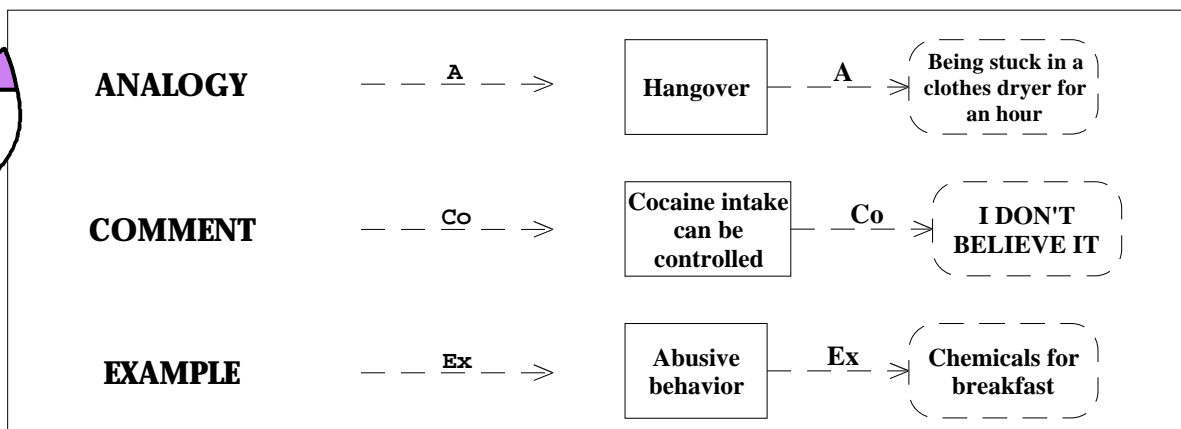 ANALOGY
A
Hangover
A
Being stuck in a
clothes dryer for
an hour
COMMENT
Co
Cocaine intake
can be
controlled
Co
I DON'T
BELIEVE IT
EXAMPLE
Ex
Abusive
behavior
Ex
Chemicals for
breakfast